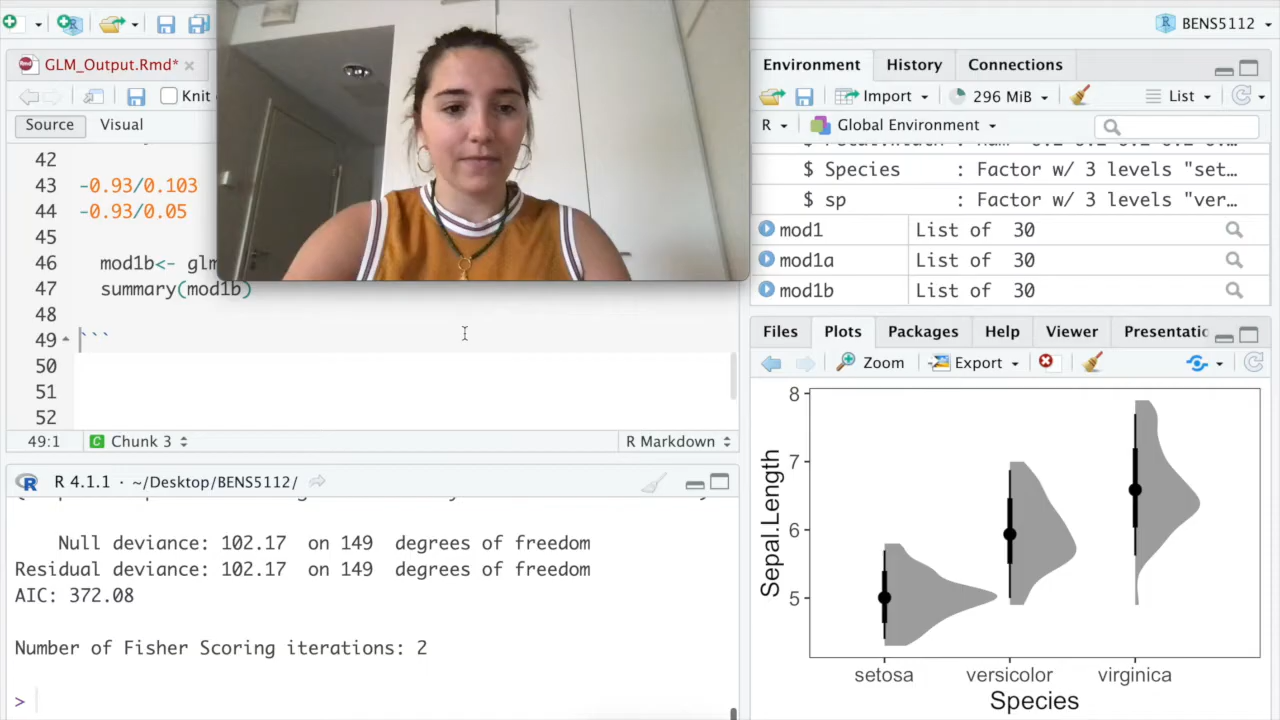 BENS5112
GLM_Output.Rmd*
Knit
Source Visual
42
43 -0.93/0.103
44 -0.93/0.05
45
46 mod1b<- glm
47 summary(mod1b)
48
49 ```
50
51
52
49:1 Chunk 3 R Markdown
R 4.1.1 · ~/Desktop/BENS5112/
Null deviance: 102.17 on 149 degrees of freedom
Residual deviance: 102.17 on 149 degrees of freedom
AIC: 372.08
Number of Fisher Scoring iterations: 2
>
Environment History Connections
Import 296 MiB List
R Global Environment
$ Species : Factor w/ 3 levels "set…
$ sp : Factor w/ 3 levels "ver…
mod1 List of 30
mod1a List of 30
mod1b List of 30
Files Plots Packages Help Viewer Presentatio
Zoom Export
8
7
6
5
Sepal.Length
setosa versicolor virginica
Species